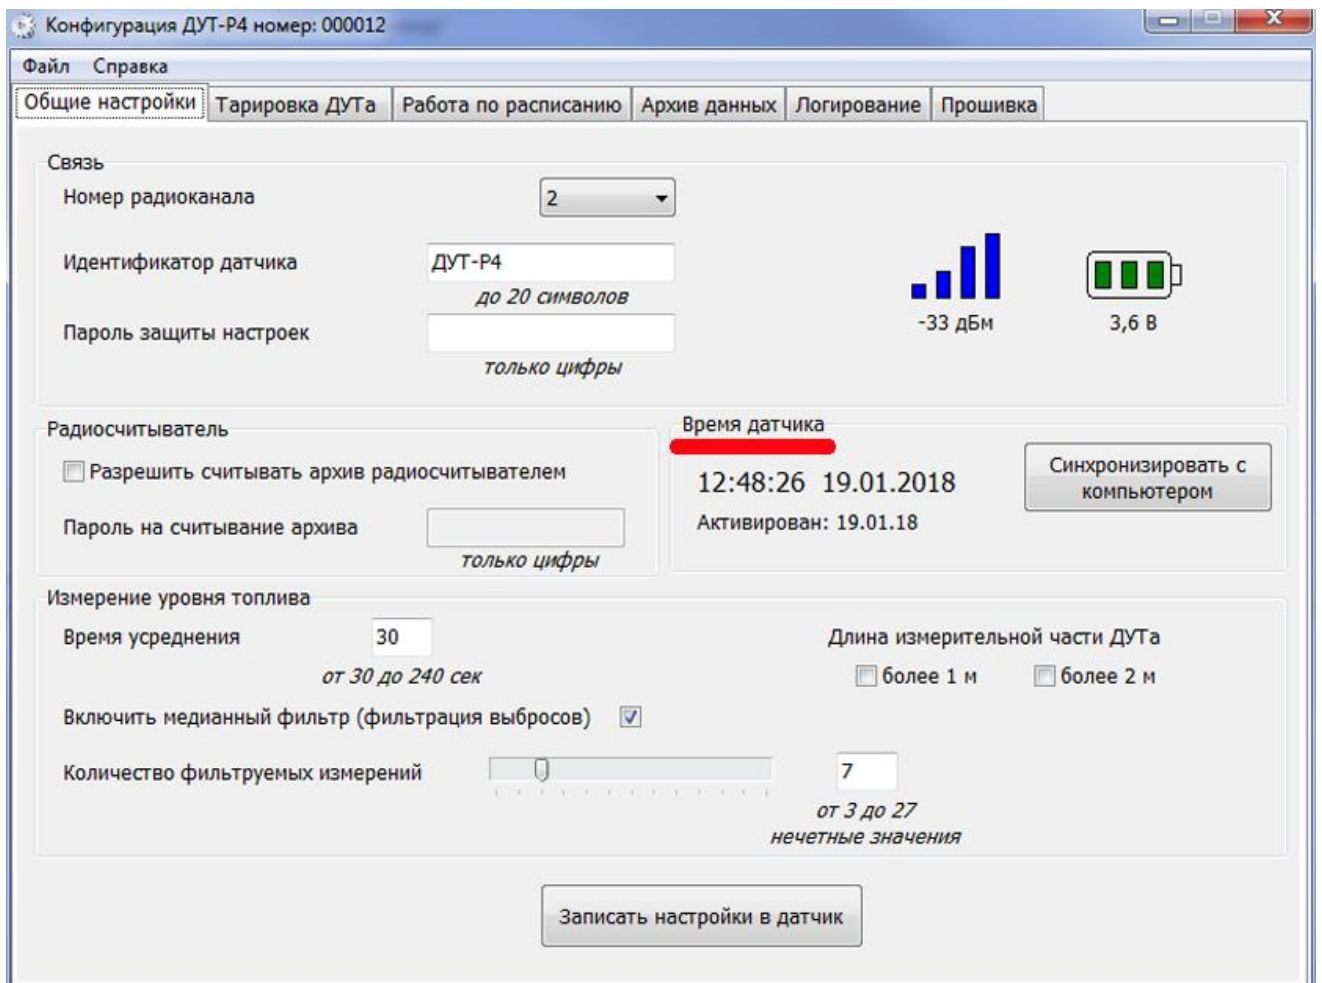 Конфигурация ДУТ-Р4 номер: 000012
Файл Справка
Общие настройки Тарировка ДУТа Работа по расписанию Архив данных Логирование Прошивка
Связь
Номер радиоканала 2
Идентификатор датчика ДУТ-Р4
до 20 символов
Пароль защиты настроек
только цифры
-33 дБм 3,6 В
Радиосчитыватель
Разрешить считывать архив радиосчитывателем
Пароль на считывание архива
только цифры
Время датчика
12:48:26 19.01.2018
Активирован: 19.01.18
Синхронизировать с
компьютером
Измерение уровня топлива
Время усреднения 30
от 30 до 240 сек
Длина измерительной части ДУТа
более 1 м более 2 м
Включить медианный фильтр (фильтрация выбросов)
Количество фильтруемых измерений 7
от 3 до 27
нечетные значения
Записать настройки в датчик